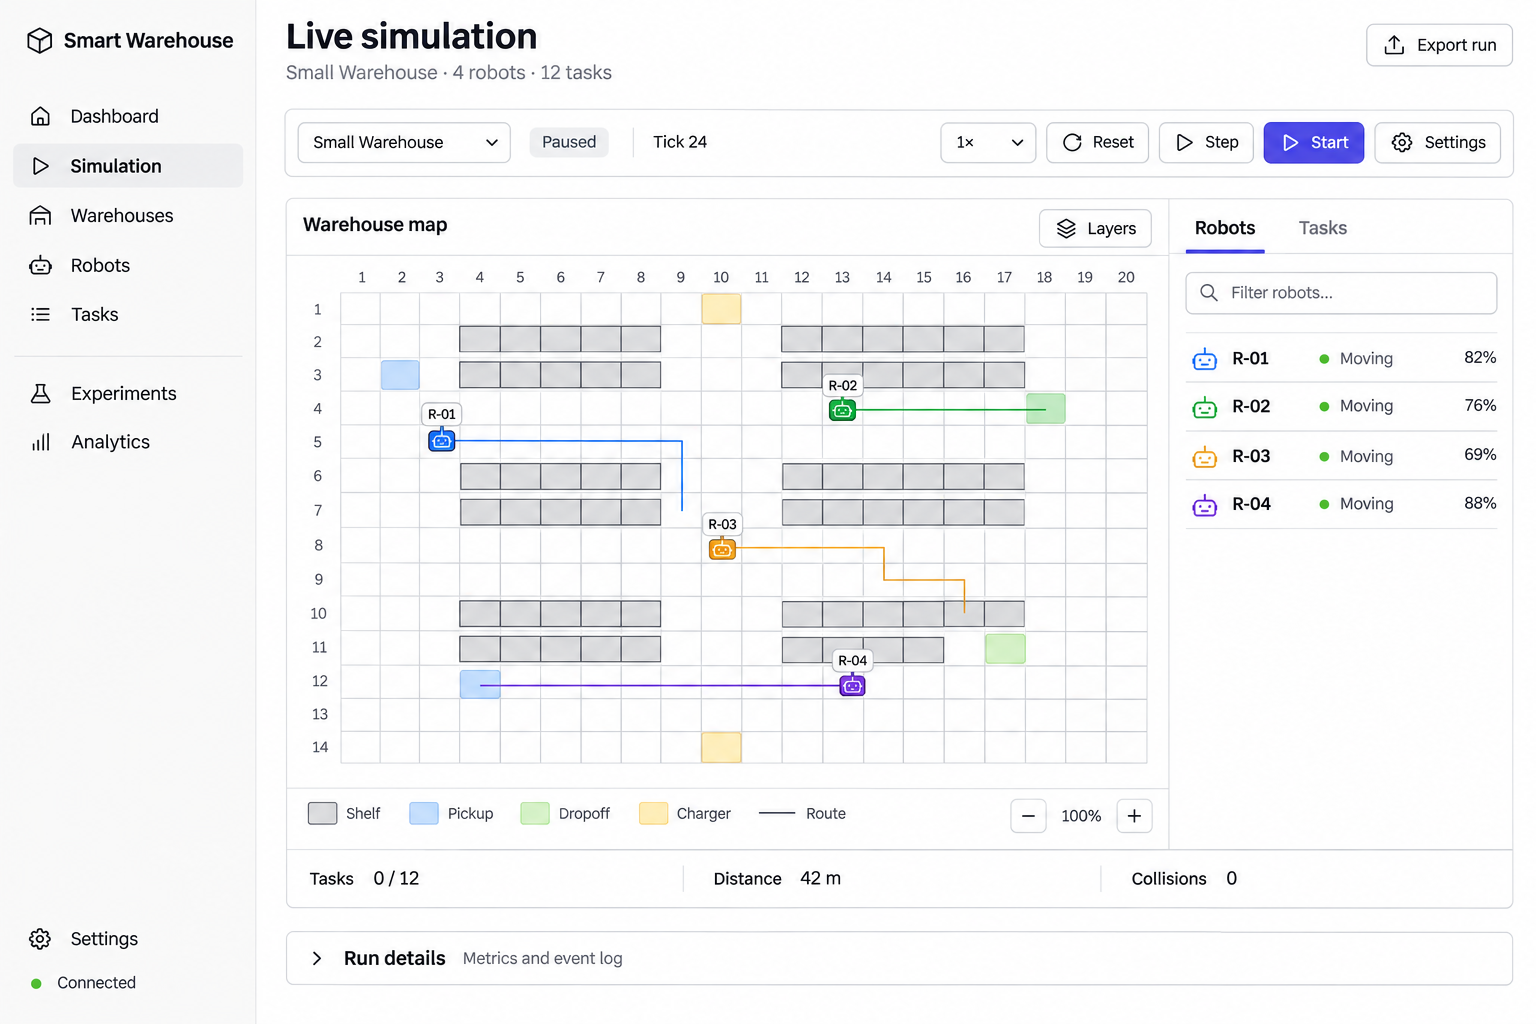 Smart Warehouse
Dashboard
Simulation
Warehouses
Robots
Tasks
Experiments
Analytics
Settings
Connected
Live simulation
Small Warehouse · 4 robots · 12 tasks
Export run
Small Warehouse
Paused
Tick 24
1×
Reset
Step
Start
Settings
Warehouse map
Layers
1 2 3 4 5 6 7 8 9 10 11 12 13 14 15 16 17 18 19 20
1
2
3
R-02
4
R-01
5
6
7
R-03
8
9
10
11
R-04
12
13
14
Shelf Pickup Dropoff Charger Route
100%
Robots Tasks
Filter robots...
R-01 Moving 82%
R-02 Moving 76%
R-03 Moving 69%
R-04 Moving 88%
Tasks 0 / 12
Distance 42 m
Collisions 0
Run details Metrics and event log